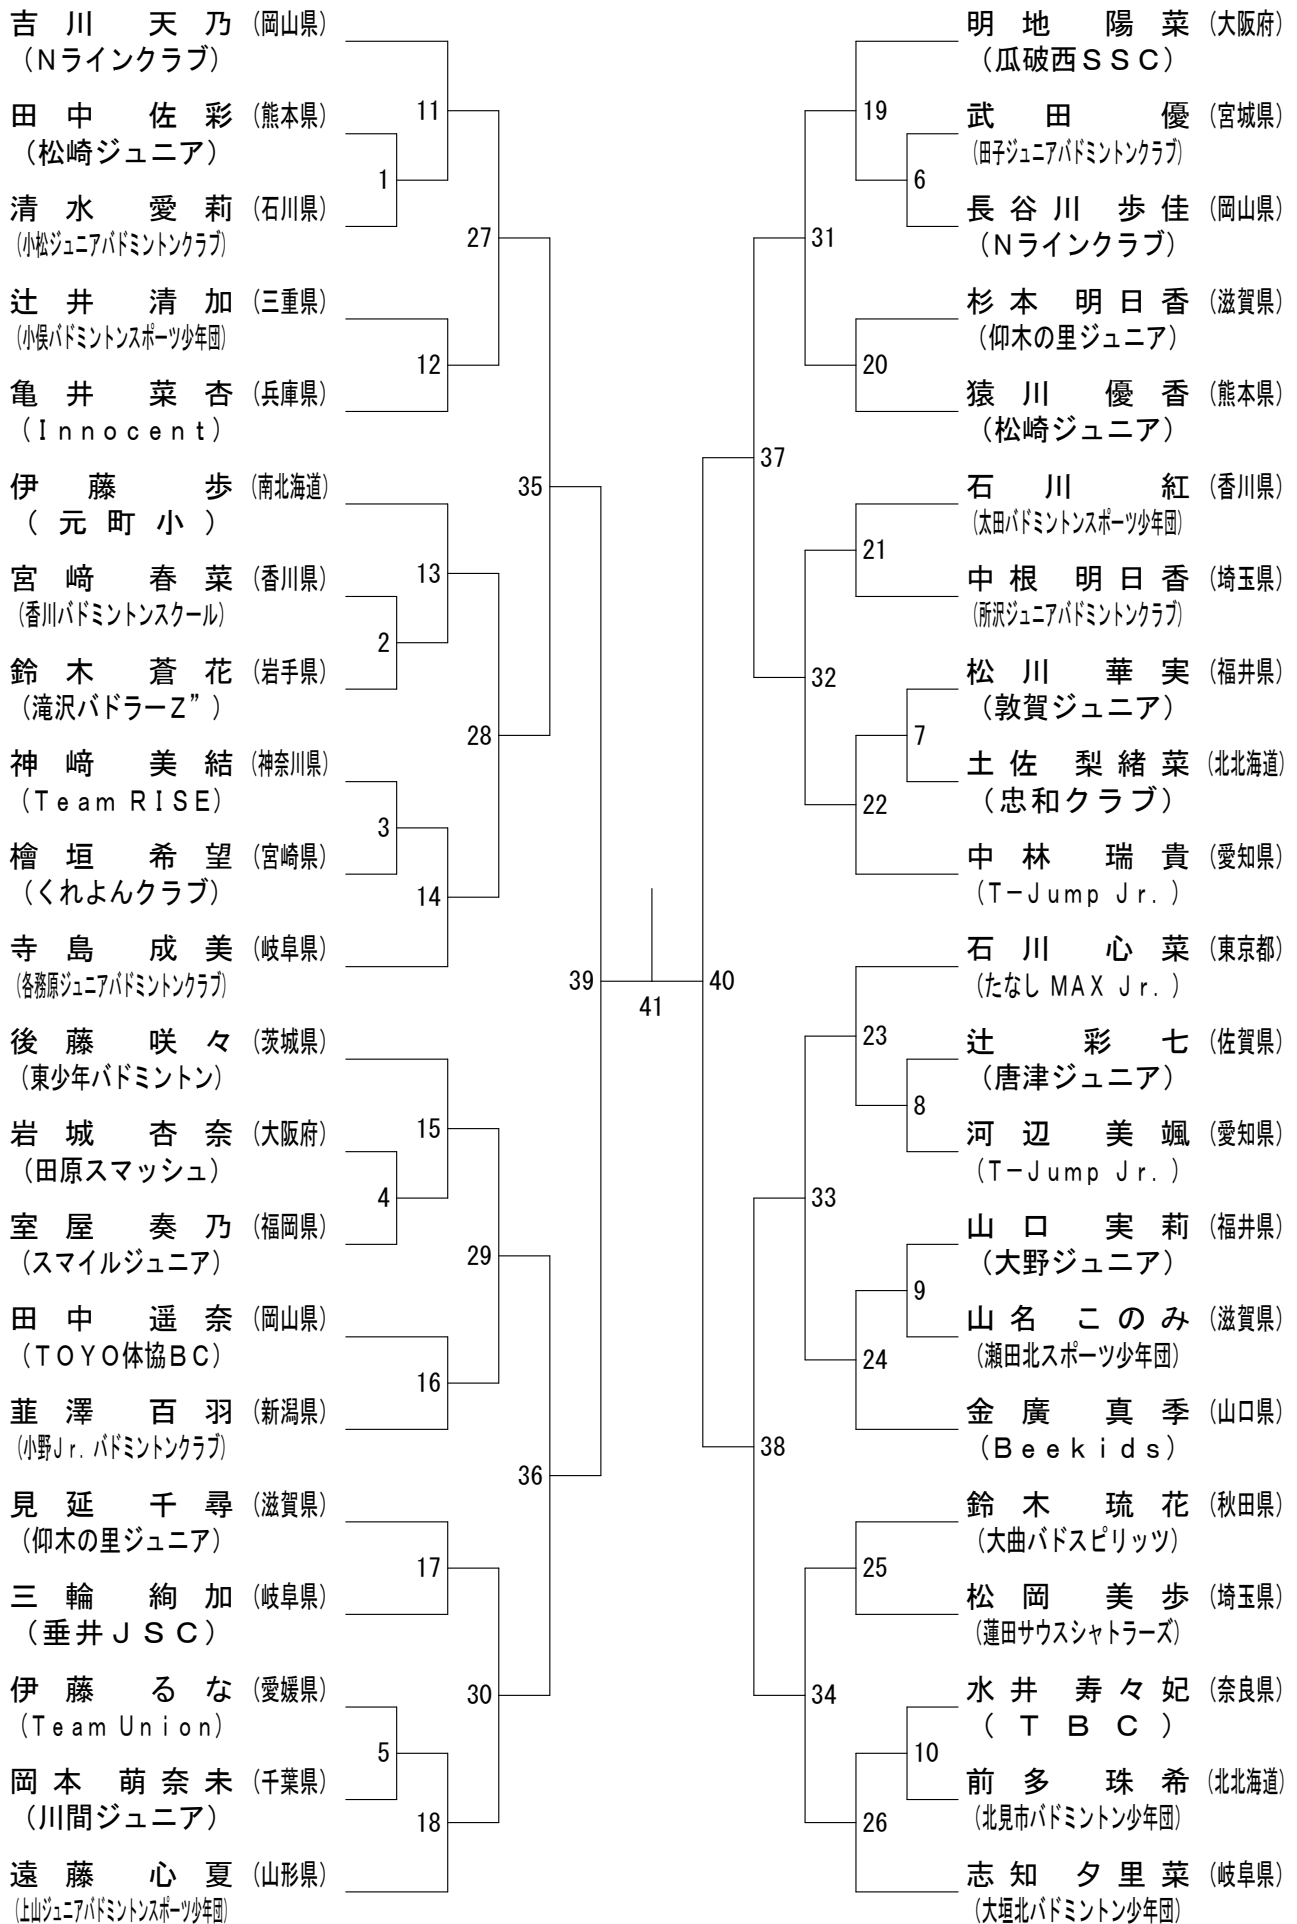 吉川 天乃 (岡山県)
(Nラインクラブ)
田中 佐彩 (熊本県)
(松崎ジュニア)
清水 愛莉 (石川県)
(小松ジュニアバドミントンクラブ)
辻井 清加 (三重県)
(小俣バドミントンスポーツ少年団)
亀井 菜杏 (兵庫県)
(Innocent)
伊藤 歩 (南北海道)
(元町小)
宮﨑 春菜 (香川県)
(香川バドミントンスクール)
鈴木 蒼花 (岩手県)
(滝沢バドラーZ”)
神﨑 美結 (神奈川県)
(Team RISE)
檜垣 希望 (宮崎県)
(くれよんクラブ)
寺島 成美 (岐阜県)
(各務原ジュニアバドミントンクラブ)
後藤 咲々 (茨城県)
(東少年バドミントン)
岩城 杏奈 (大阪府)
(田原スマッシュ)
室屋 奏乃 (福岡県)
(スマイルジュニア)
田中 遥奈 (岡山県)
(TOYO体協BC)
韮澤 百羽 (新潟県)
(小野Jr.バドミントンクラブ)
見延 千尋 (滋賀県)
(仰木の里ジュニア)
三輪 絢加 (岐阜県)
(垂井JSC)
伊藤 るな (愛媛県)
(Team Union)
岡本 萌奈未 (千葉県)
(川間ジュニア)
遠藤 心夏 (山形県)
(上山ジュニアバドミントンスポーツ少年団)
1
2
3
4
5
11
12
13
14
15
16
17
18
27
28
29
30
35
36
39
41
40
37
38
31
32
33
34
19
20
21
22
23
24
25
26
6
7
8
9
10
明地 陽菜 (大阪府)
(瓜破西SSC)
武田 優 (宮城県)
(田子ジュニアバドミントンクラブ)
長谷川 歩佳 (岡山県)
(Nラインクラブ)
杉本 明日香 (滋賀県)
(仰木の里ジュニア)
猿川 優香 (熊本県)
(松崎ジュニア)
石川 紅 (香川県)
(太田バドミントンスポーツ少年団)
中根 明日香 (埼玉県)
(所沢ジュニアバドミントンクラブ)
松川 華実 (福井県)
(敦賀ジュニア)
土佐 梨緒菜 (北北海道)
(忠和クラブ)
中林 瑞貴 (愛知県)
(T-Jump Jr.)
石川 心菜 (東京都)
(たなし MAX Jr.)
辻 彩七 (佐賀県)
(唐津ジュニア)
河辺 美颯 (愛知県)
(T-Jump Jr.)
山口 実莉 (福井県)
(大野ジュニア)
山名 このみ (滋賀県)
(瀬田北スポーツ少年団)
金廣 真季 (山口県)
(Beekids)
鈴木 琉花 (秋田県)
(大曲バドスピリッツ)
松岡 美歩 (埼玉県)
(蓮田サウスシャトラーズ)
水井 寿々妃 (奈良県)
(TBC)
前多 珠希 (北北海道)
(北見市バドミントン少年団)
志知 夕里菜 (岐阜県)
(大垣北バドミントン少年団)